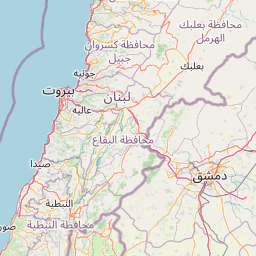 محافظة بعلبك
الهرمل
محافظة كسروان
جبيل
بعلبك
جونيه
بيروت
لبنان
عاليه
محافظة البقاع
صيدا
دمشق
النبطية
محافظة النبطية
صور